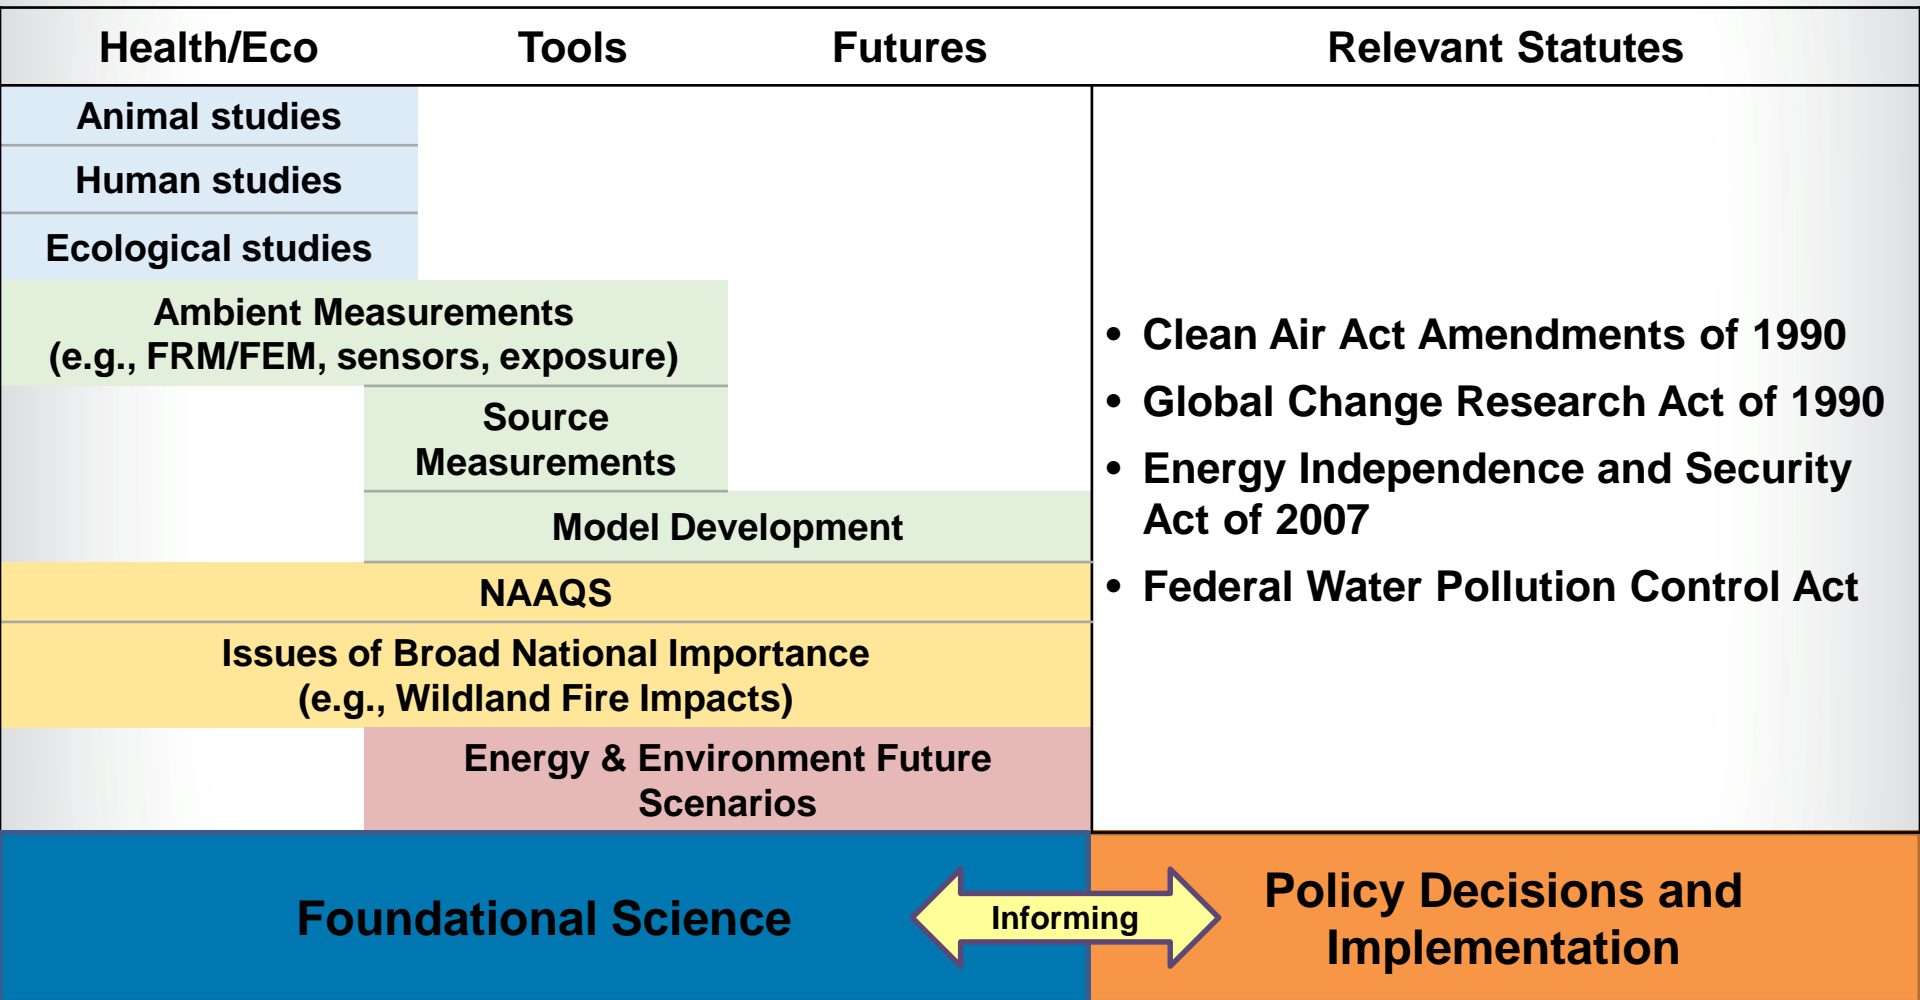 Health/Eco Tools Futures Relevant Statutes
Animal studies
Human studies
Ecological studies
Ambient Measurements
(e.g., FRM/FEM, sensors, exposure)
Source
Measurements
Model Development
NAAQS
Issues of Broad National Importance
(e.g., Wildland Fire Impacts)
Energy & Environment Future
Scenarios
• Clean Air Act Amendments of 1990
• Global Change Research Act of 1990
• Energy Independence and Security
Act of 2007
• Federal Water Pollution Control Act
Foundational Science
Informing
Policy Decisions and
Implementation